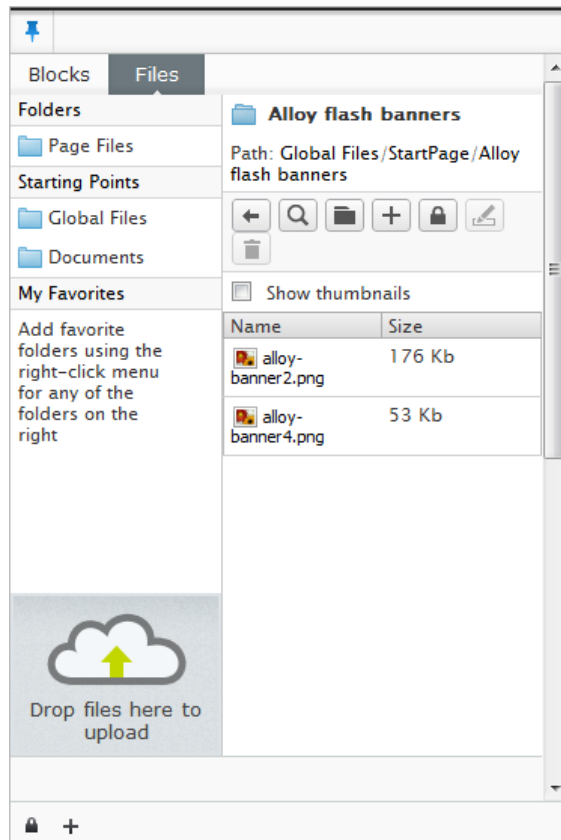 Blocks
Files
Folders
Page Files
Starting Points
Global Files
Documents
My Favorites
Add favorite
folders using the
right-click menu
for any of the
folders on the
right
Drop files here to
upload
Alloy flash banners
Path: Global Files/StartPage/Alloy
flash banners
Show thumbnails
Name Size
alloy- 176 Kb
banner2.png
alloy- 53 Kb
banner4.png